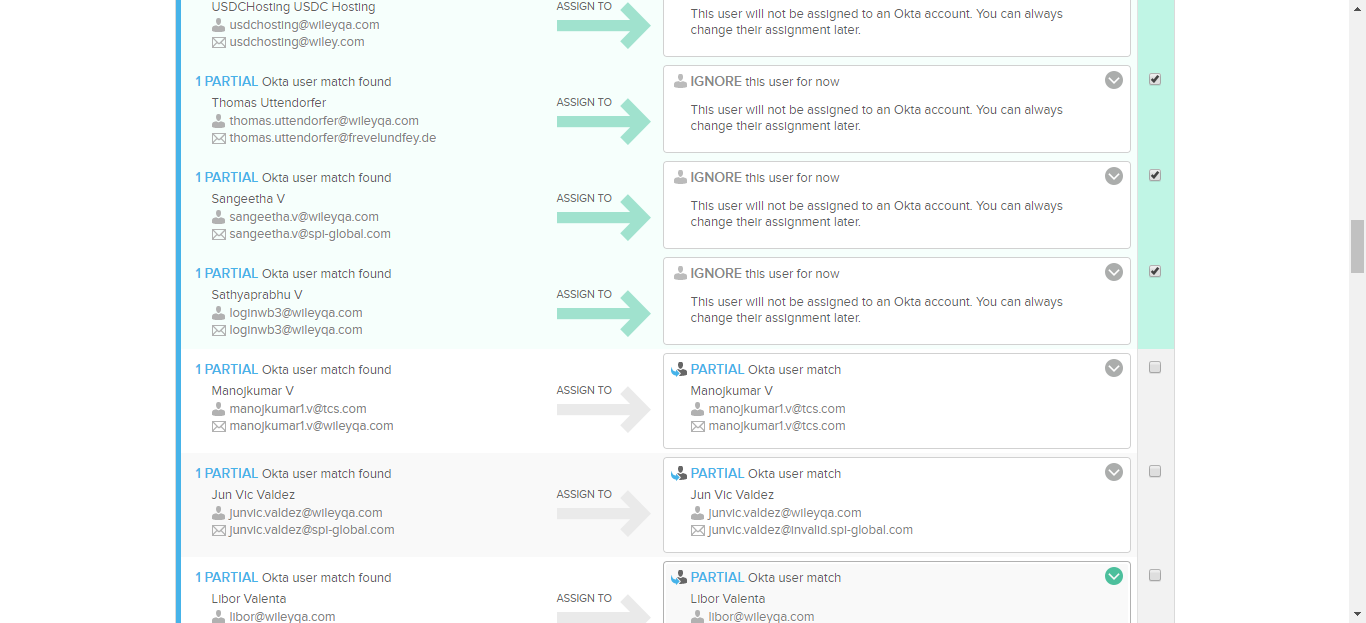 USDCHosting USDC Hosting
usdchosting@wileyqa.com
usdchosting@wiley.com
ASSIGN TO
This user will not be assigned to an Okta account. You can always
change their assignment later.
1 PARTIAL Okta user match found
Thomas Uttendorfer
thomas.uttendorfer@wileyqa.com
thomas.uttendorfer@frevelundfey.de
ASSIGN TO
IGNORE this user for now
This user will not be assigned to an Okta account. You can always
change their assignment later.
1 PARTIAL Okta user match found
Sangeetha V
sangeetha.v@wileyqa.com
sangeetha.v@spi-global.com
ASSIGN TO
IGNORE this user for now
This user will not be assigned to an Okta account. You can always
change their assignment later.
1 PARTIAL Okta user match found
Sathyaprabhu V
loginwb3@wileyqa.com
loginwb3@wileyqa.com
ASSIGN TO
IGNORE this user for now
This user will not be assigned to an Okta account. You can always
change their assignment later.
1 PARTIAL Okta user match found
Manojkumar V
manojkumar1.v@tcs.com
manojkumar1.v@wileyqa.com
ASSIGN TO
PARTIAL Okta user match
Manojkumar V
manojkumar1.v@tcs.com
manojkumar1.v@tcs.com
1 PARTIAL Okta user match found
Jun Vic Valdez
junvic.valdez@wileyqa.com
junvic.valdez@spi-global.com
ASSIGN TO
PARTIAL Okta user match
Jun Vic Valdez
junvic.valdez@wileyqa.com
junvic.valdez@invalid.spi-global.com
1 PARTIAL Okta user match found
Libor Valenta
libor@wileyqa.com
ASSIGN TO
PARTIAL Okta user match
Libor Valenta
libor@wileyqa.com